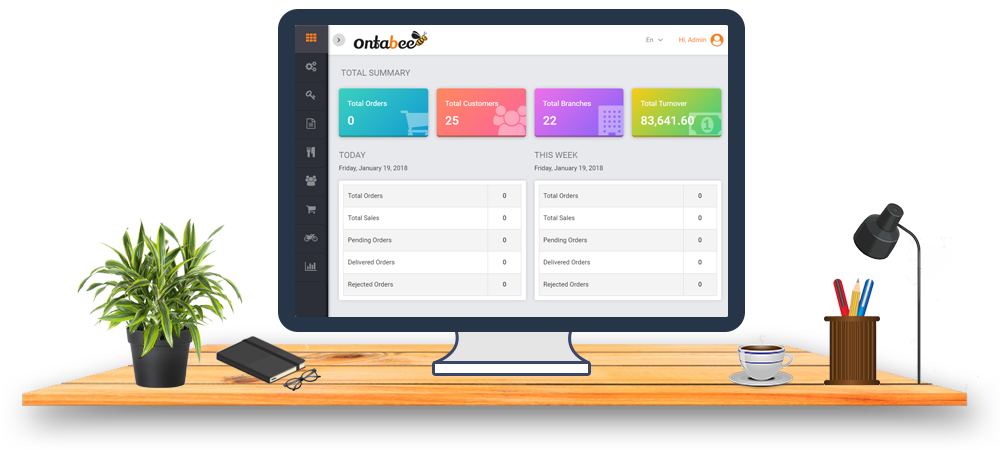 ontabee
En
Hi, Admin
TOTAL SUMMARY
Total Orders
0
Total Customers
25
Total Branches
22
Total Turnover
83,641.60
TODAY
Friday, January 19, 2018
Total Orders 0
Total Sales 0
Pending Orders 0
Delivered Orders 0
Rejected Orders 0
THIS WEEK
Friday, January 19, 2018
Total Orders 0
Total Sales 0
Pending Orders 0
Delivered Orders 0
Rejected Orders 0